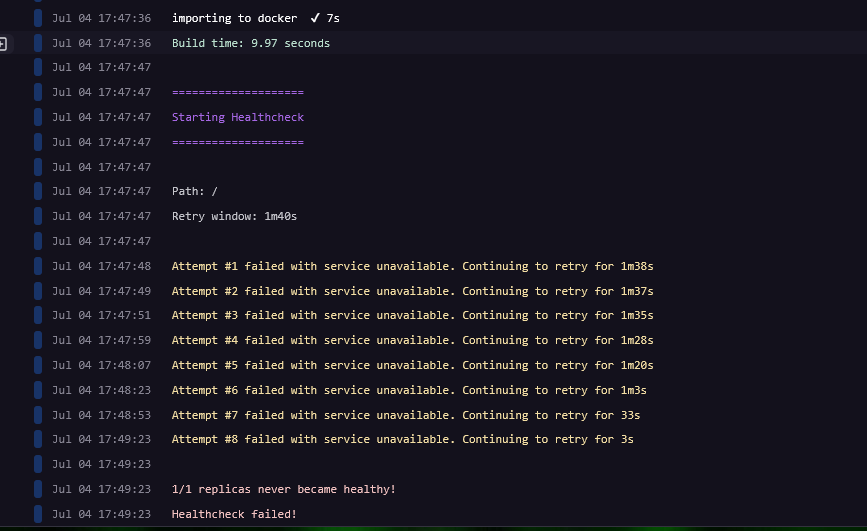 Jul 04 17:47:36 importing to docker ✓ 7s
Jul 04 17:47:36 Build time: 9.97 seconds
Jul 04 17:47:47
Jul 04 17:47:47 ====================
Jul 04 17:47:47 Starting Healthcheck
Jul 04 17:47:47 ====================
Jul 04 17:47:47
Jul 04 17:47:47 Path: /
Jul 04 17:47:47 Retry window: 1m40s
Jul 04 17:47:47
Jul 04 17:47:48 Attempt #1 failed with service unavailable. Continuing to retry for 1m38s
Jul 04 17:47:49 Attempt #2 failed with service unavailable. Continuing to retry for 1m37s
Jul 04 17:47:51 Attempt #3 failed with service unavailable. Continuing to retry for 1m35s
Jul 04 17:47:59 Attempt #4 failed with service unavailable. Continuing to retry for 1m28s
Jul 04 17:48:07 Attempt #5 failed with service unavailable. Continuing to retry for 1m20s
Jul 04 17:48:23 Attempt #6 failed with service unavailable. Continuing to retry for 1m3s
Jul 04 17:48:53 Attempt #7 failed with service unavailable. Continuing to retry for 33s
Jul 04 17:49:23 Attempt #8 failed with service unavailable. Continuing to retry for 3s
Jul 04 17:49:23
Jul 04 17:49:23 1/1 replicas never became healthy!
Jul 04 17:49:23 Healthcheck failed!